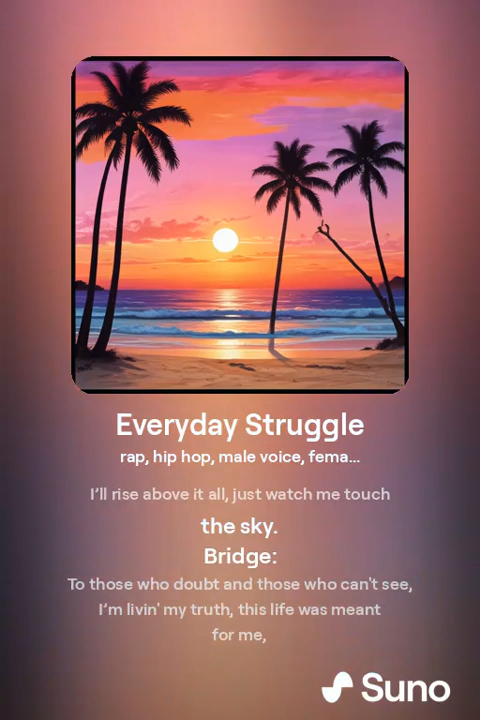 Everyday Struggle
rap, hip hop, male voice, fema...
I’ll rise above it all, just watch me touch
the sky.
Bridge:
To those who doubt and those who can't see,
I’m livin' my truth, this life was meant
for me,
Suno